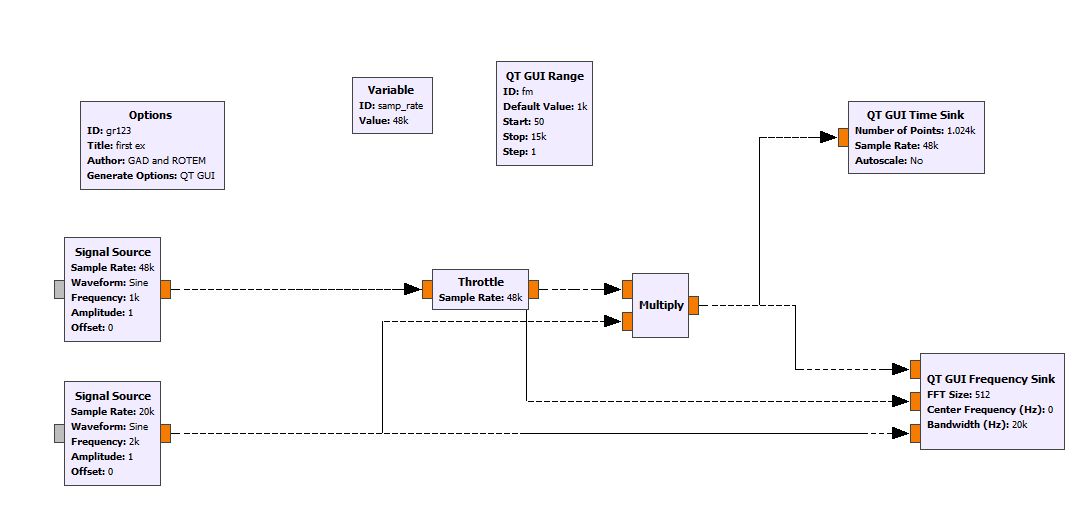 Options
ID: gr123
Title: first ex
Author: GAD and ROTEM
Generate Options: QT GUI
Variable
ID: samp_rate
Value: 48k
QT GUI Range
ID: fm
Default Value: 1k
Start: 50
Stop: 15k
Step: 1
QT GUI Time Sink
Number of Points: 1.024k
Sample Rate: 48k
Autoscale: No
Signal Source
Sample Rate: 48k
Waveform: Sine
Frequency: 1k
Amplitude: 1
Offset: 0
Throttle
Sample Rate: 48k
Multiply
Signal Source
Sample Rate: 20k
Waveform: Sine
Frequency: 2k
Amplitude: 1
Offset: 0
QT GUI Frequency Sink
FFT Size: 512
Center Frequency (Hz): 0
Bandwidth (Hz): 20k